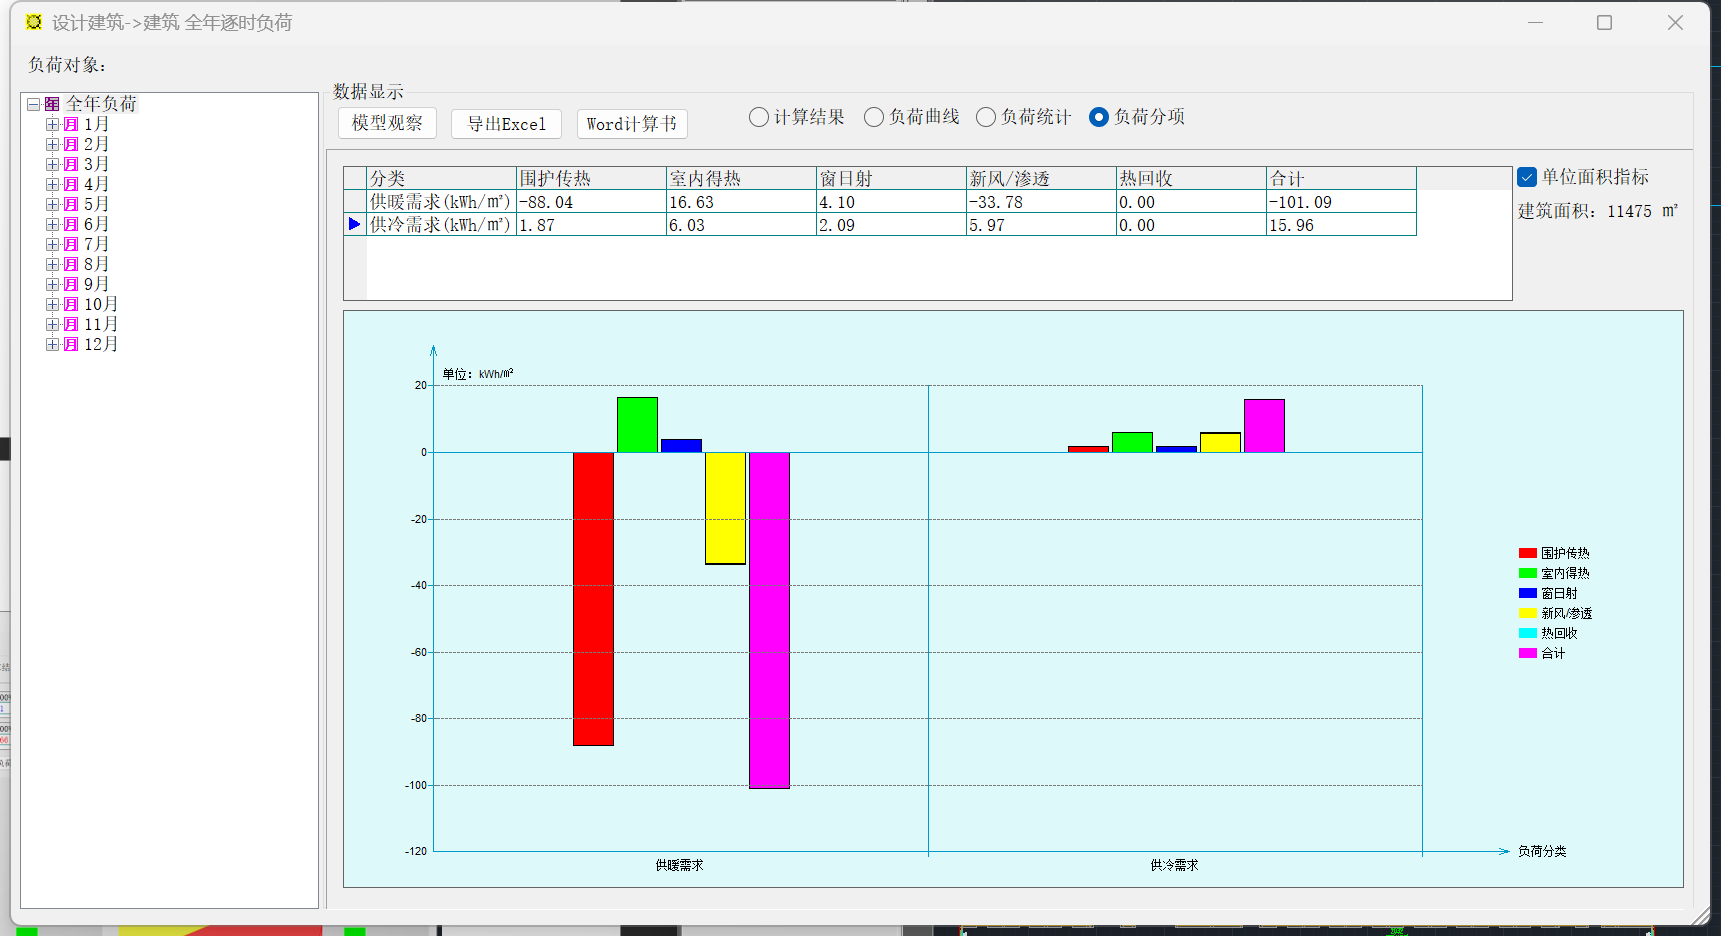 设计建筑->建筑 全年逐时负荷
负荷对象：
全年负荷
1月
2月
3月
4月
5月
6月
7月
8月
9月
10月
11月
12月
数据显示
模型观察 导出Excel Word计算书 计算结果 负荷曲线 负荷统计 负荷分项
分类 围护传热 室内得热 窗日射 新风/渗透 热回收 合计
供暖需求(kWh/㎡) -88.04 16.63 4.10 -33.78 0.00 -101.09
供冷需求(kWh/㎡) 1.87 6.03 2.09 5.97 0.00 15.96
单位面积指标
建筑面积：11475 ㎡
单位：kWh/㎡
20
0
-20
-40
-60
-80
-100
-120
供暖需求 供冷需求
负荷分类
围护传热
室内得热
窗日射
新风/渗透
热回收
合计